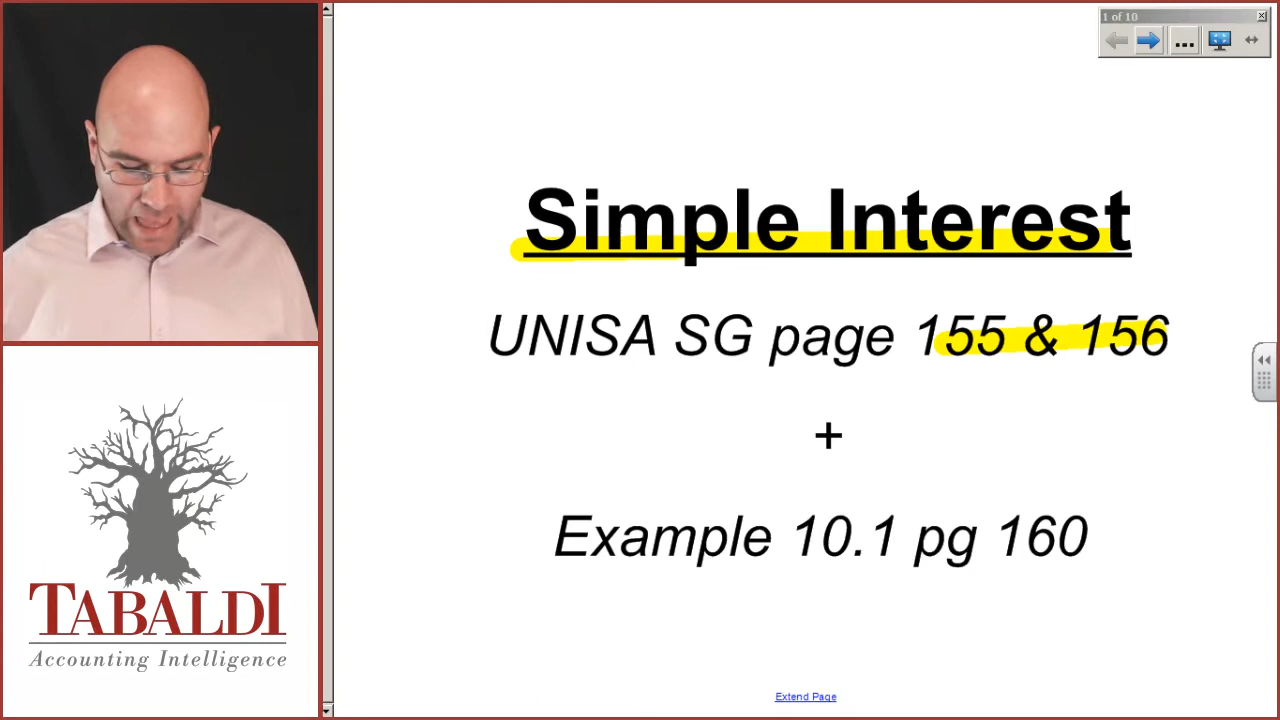 1 of 10
Simple Interest
UNISA SG page 155 & 156
+
Example 10.1 pg 160
TABALDI
Accounting Intelligence
Extend Page